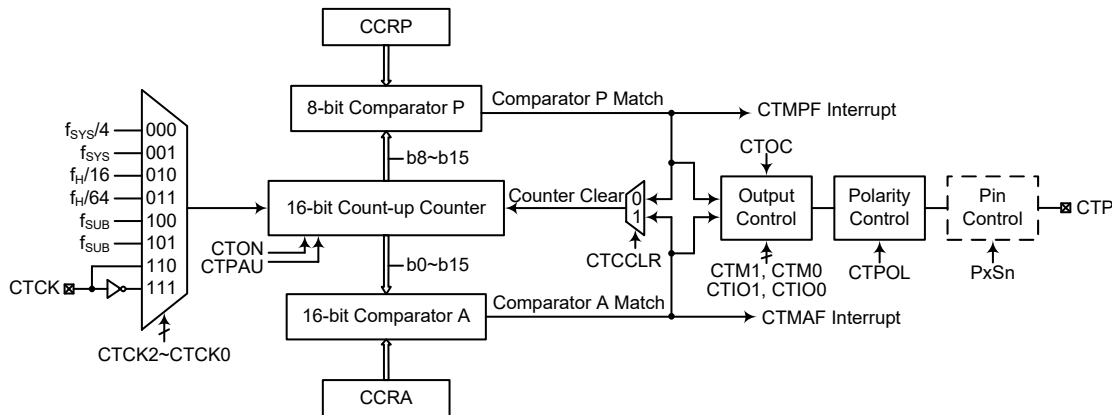 CCRP
8-bit Comparator P
Comparator P Match
CTMPF Interrupt
fSYS/4
000
fSYS
001
fH/16
010
fH/64
011
fSUB
100
fSUB
101
110
111
CTCK
CTCK2~CTCK0
b8~b15
16-bit Count-up Counter
CTON
CTPAU
b0~b15
Counter Clear
0
1
CTCCLR
CTOC
Output
Control
CTM1, CTM0
CTIO1, CTIO0
Polarity
Control
CTPOL
Pin
Control
PxSn
CTP
16-bit Comparator A
Comparator A Match
CTMAF Interrupt
CCRA